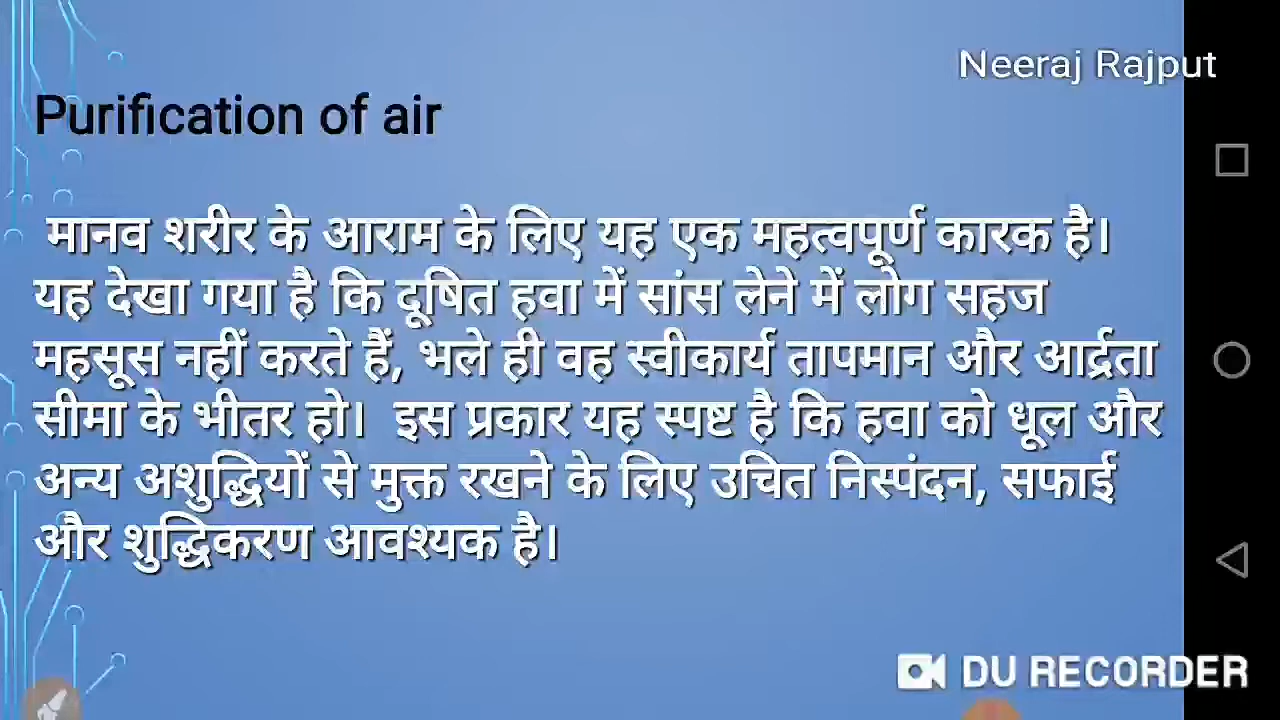 Neeraj Rajput
Purification of air
मानव शरीर के आराम के लिए यह एक महत्वपूर्ण कारक है।
यह देखा गया है कि दूषित हवा में सांस लेने में लोग सहज
महसूस नहीं करते हैं, भले ही वह स्वीकार्य तापमान और आर्द्रता
सीमा के भीतर हो। इस प्रकार यह स्पष्ट है कि हवा को धूल और
अन्य अशुद्धियों से मुक्त रखने के लिए उचित निस्पंदन, सफाई
और शुद्धिकरण आवश्यक है।
DU RECORDER